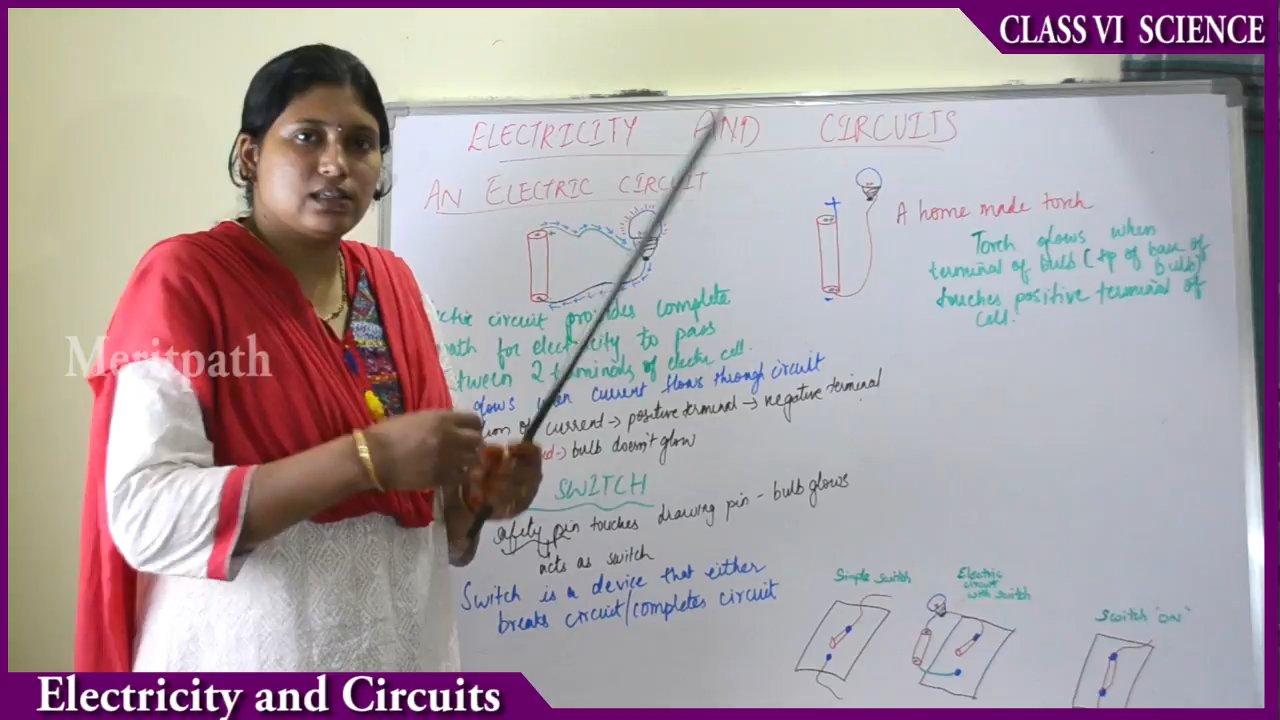 CLASS VI SCIENCE
ELECTRICITY AND CIRCUITS
AN ELECTRIC CIRCUIT
A home made torch
Torch glows when
terminal of bulb (tip of base of
bulb)
touches positive terminal of
cell.
circuit provides complete
for electricity to pass
2 terminals of electric cell.
glows when current flows through circuit
of current → positive terminal → negative terminal
bulb doesn't glow
SWITCH
safety pin touches drawing pin - bulb glows
acts as switch
Switch is a device that either
breaks circuit/completes circuit
Simple switch
Electric
circuit
with switch
Switch "ON"
Meritpath
Electricity and Circuits